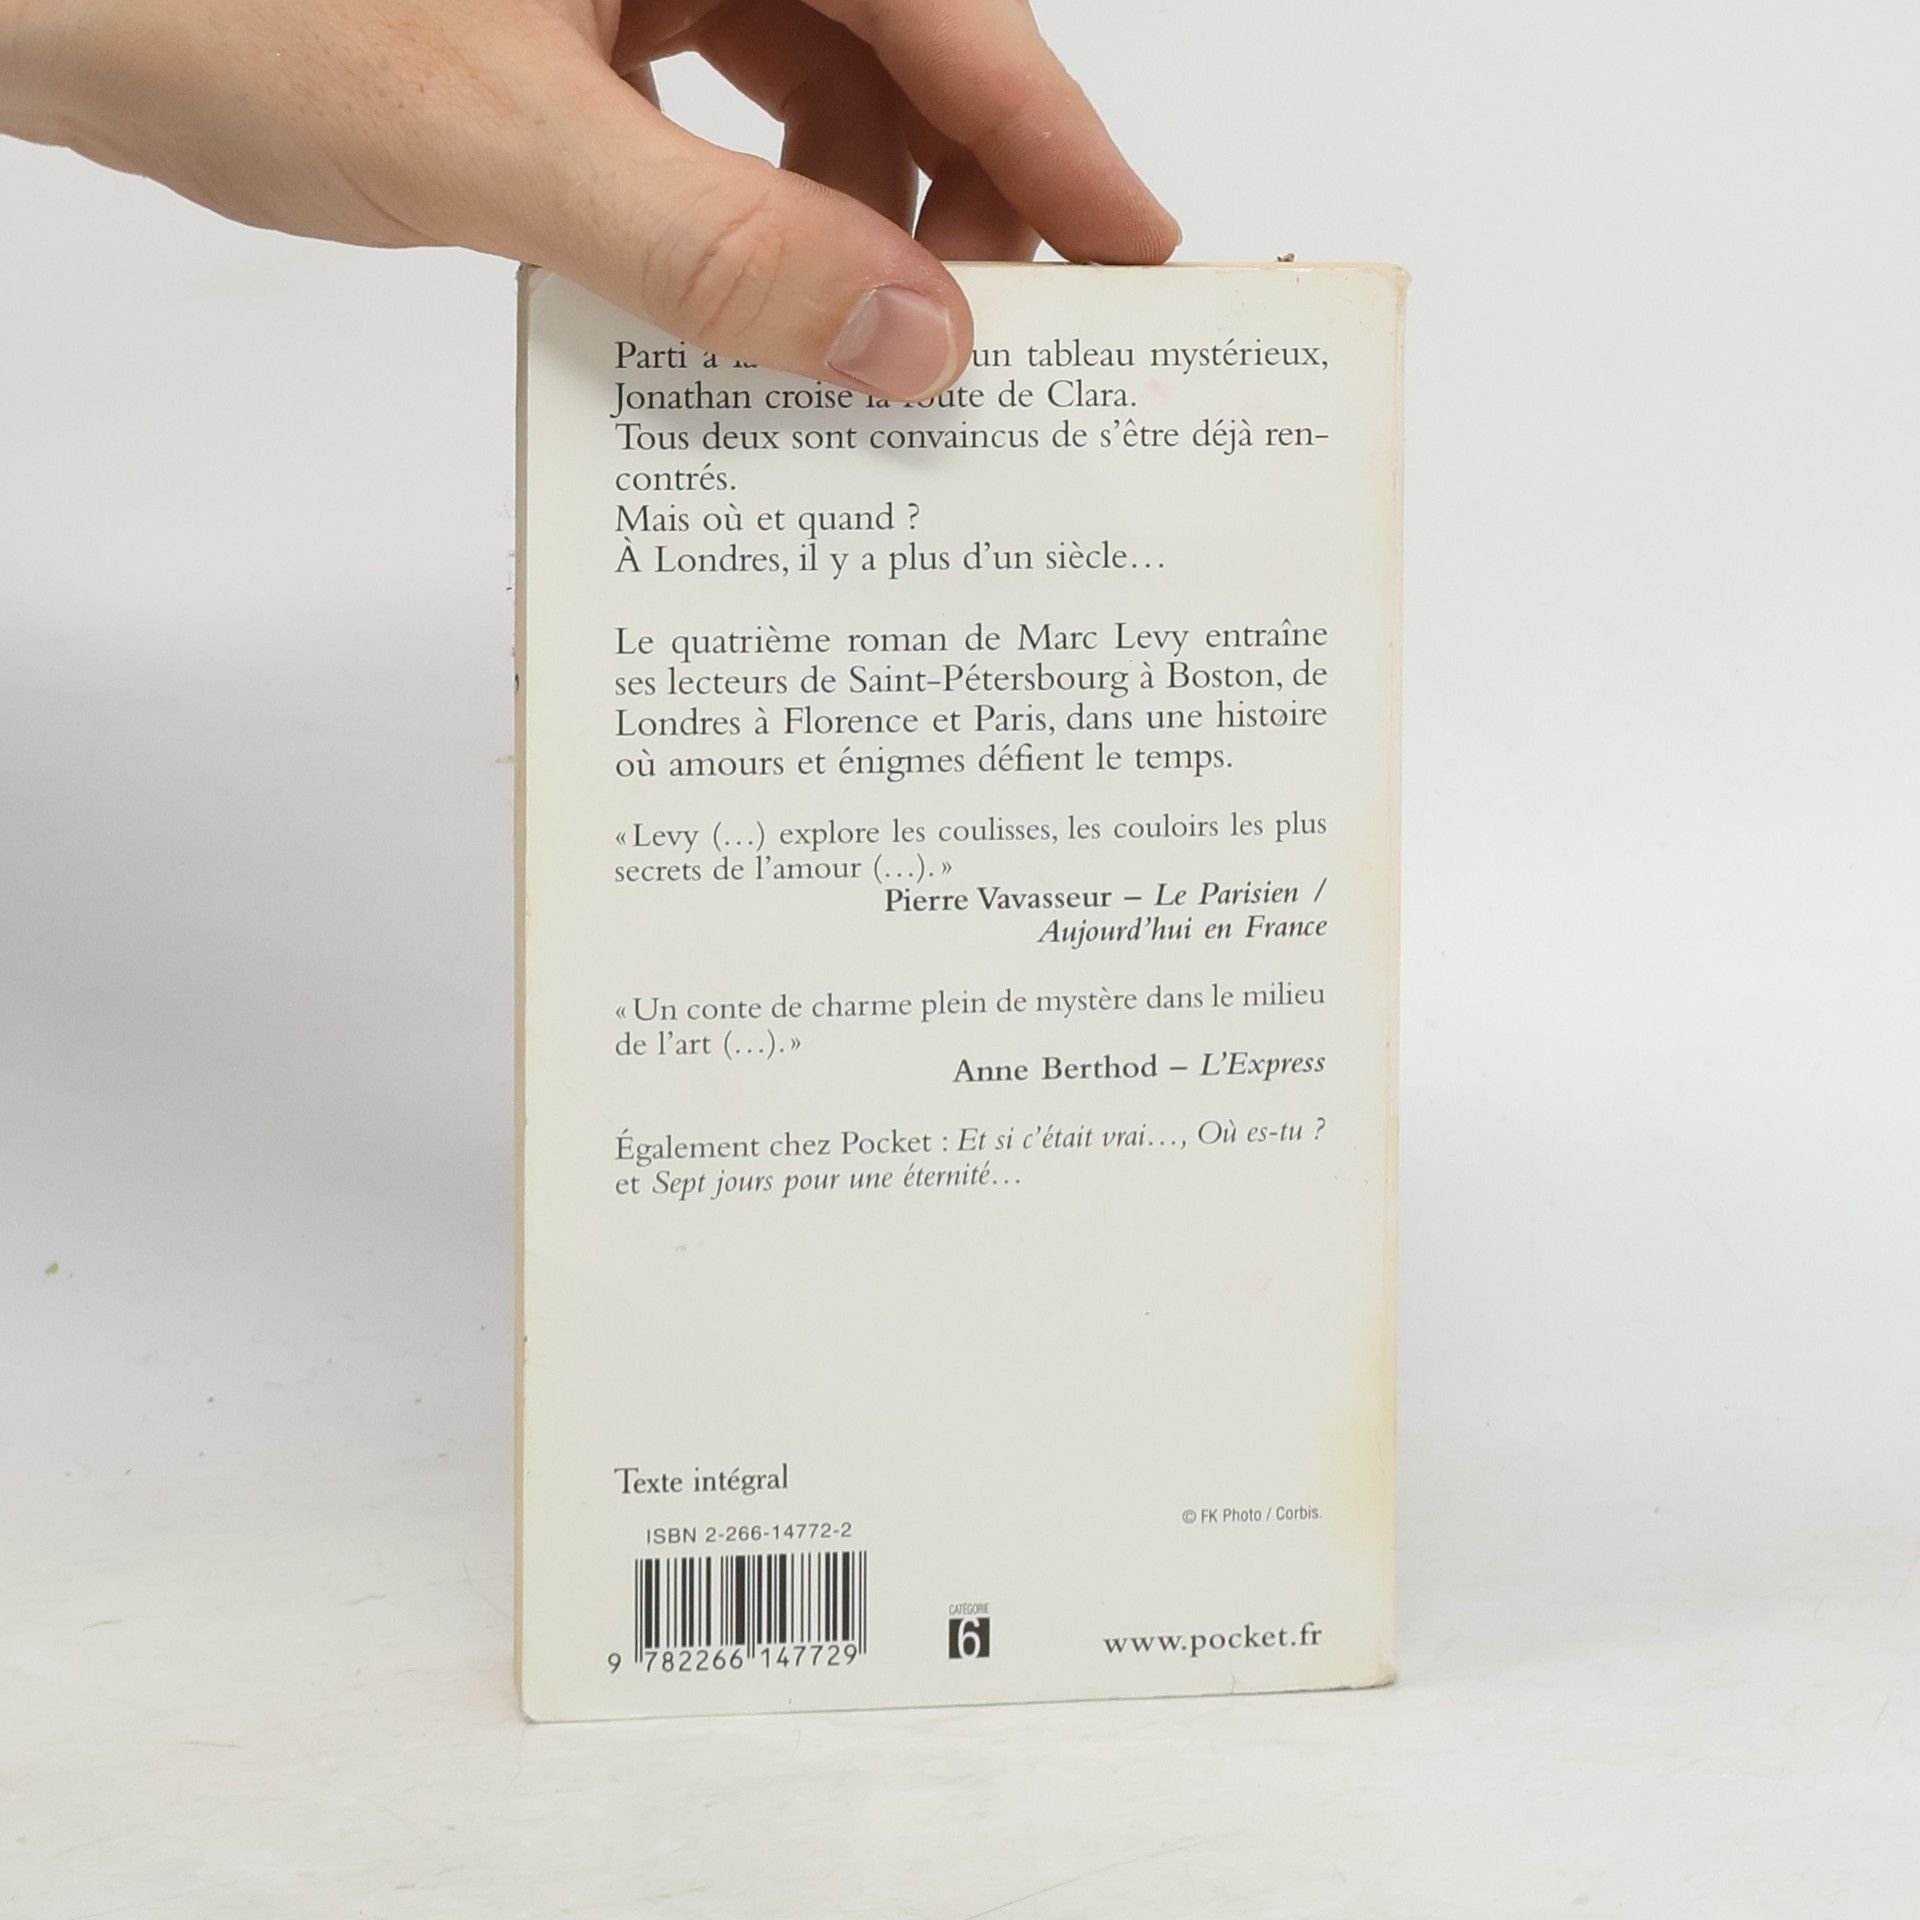 Parti à un tableau mystérieux,
Jonathan croise la route de Clara.
Tous deux sont convaincus de s'être déjà ren-
contrés.
Mais où et quand ?
À Londres, il y a plus d'un siècle…
Le quatrième roman de Marc Levy entraîne
ses lecteurs de Saint-Pétersbourg à Boston, de
Londres à Florence et Paris, dans une histoire
où amours et énigmes défient le temps.
« Levy (…) explore les coulisses, les couloirs les plus
secrets de l'amour (…). »
Pierre Vavasseur – Le Parisien /
Aujourd'hui en France
« Un conte de charme plein de mystère dans le milieu
de l'art (…). »
Anne Berthod – L'Express
Également chez Pocket : Et si c'était vrai…, Où es-tu ?
et Sept jours pour une éternité…
Texte intégral
© FK Photo / Corbis.
ISBN 2-266-14772-2
9 782266 147729
CATÉGORIE
6
www.pocket.fr